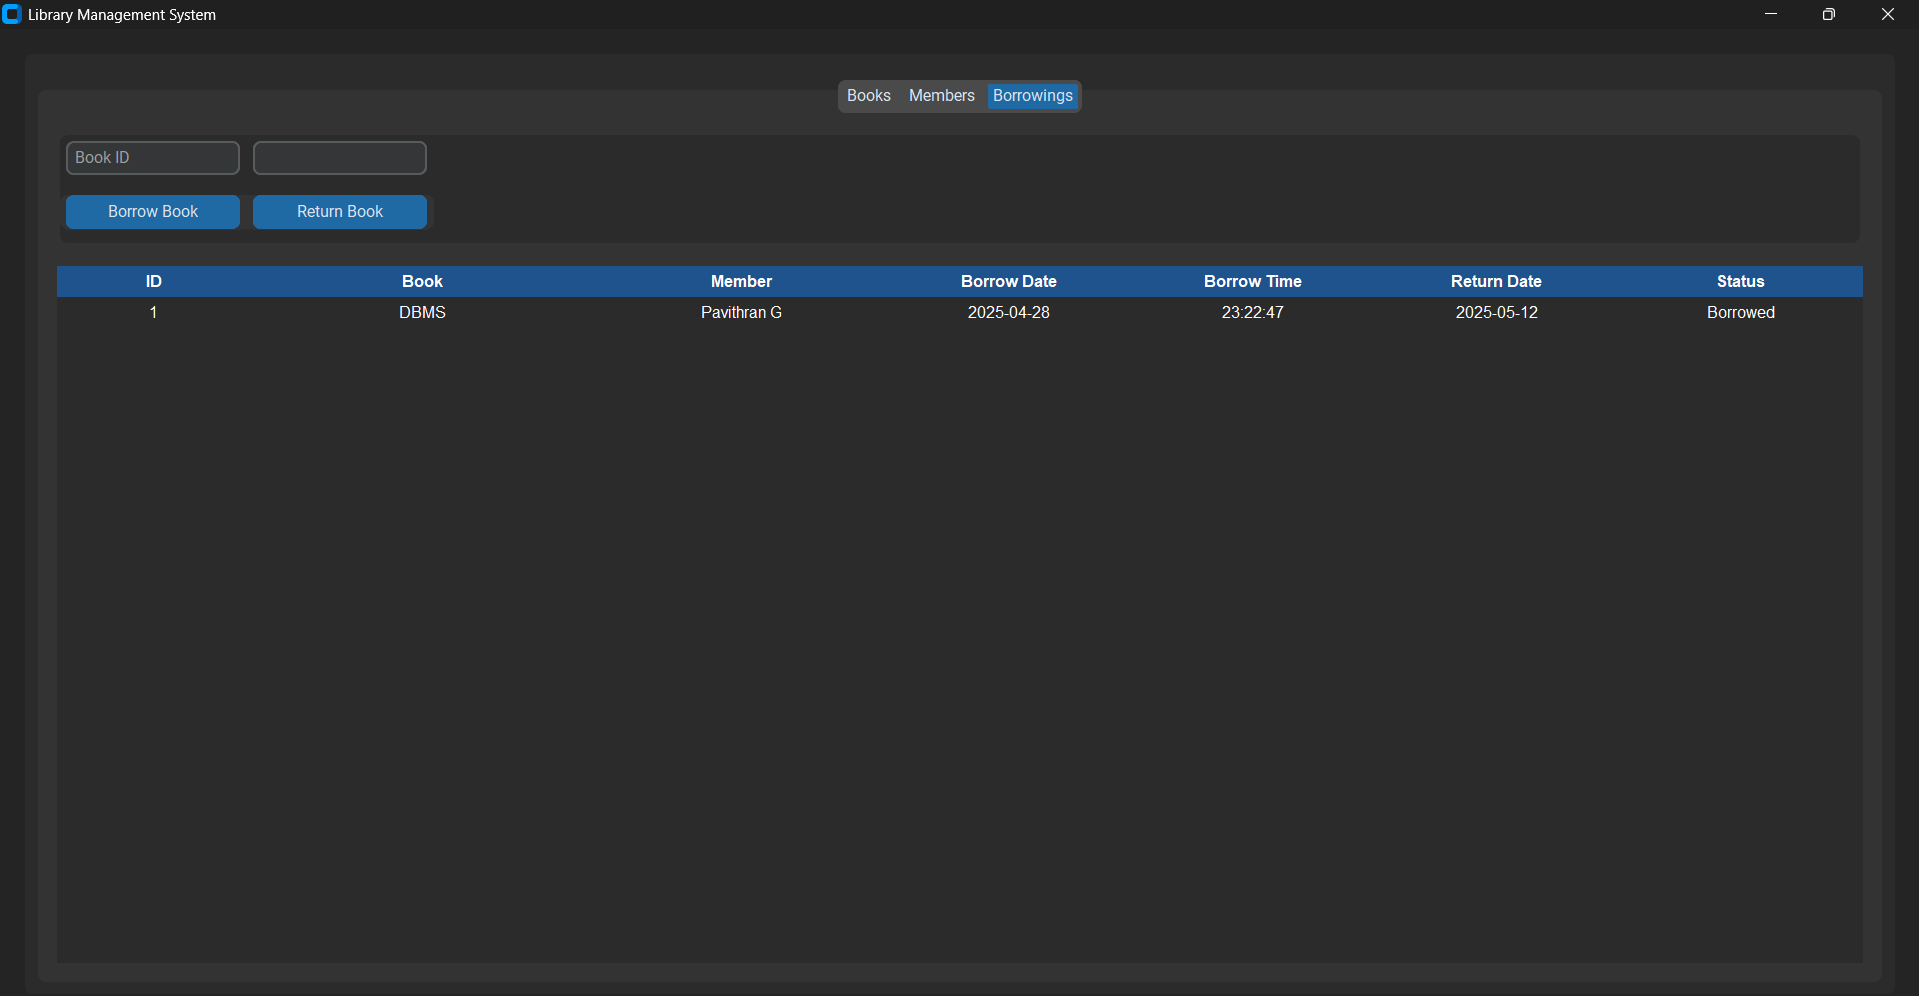 Library Management System
Books Members Borrowings
Book ID
Borrow Book Return Book
ID Book Member Borrow Date Borrow Time Return Date Status
1 DBMS Pavithran G 2025-04-28 23:22:47 2025-05-12 Borrowed